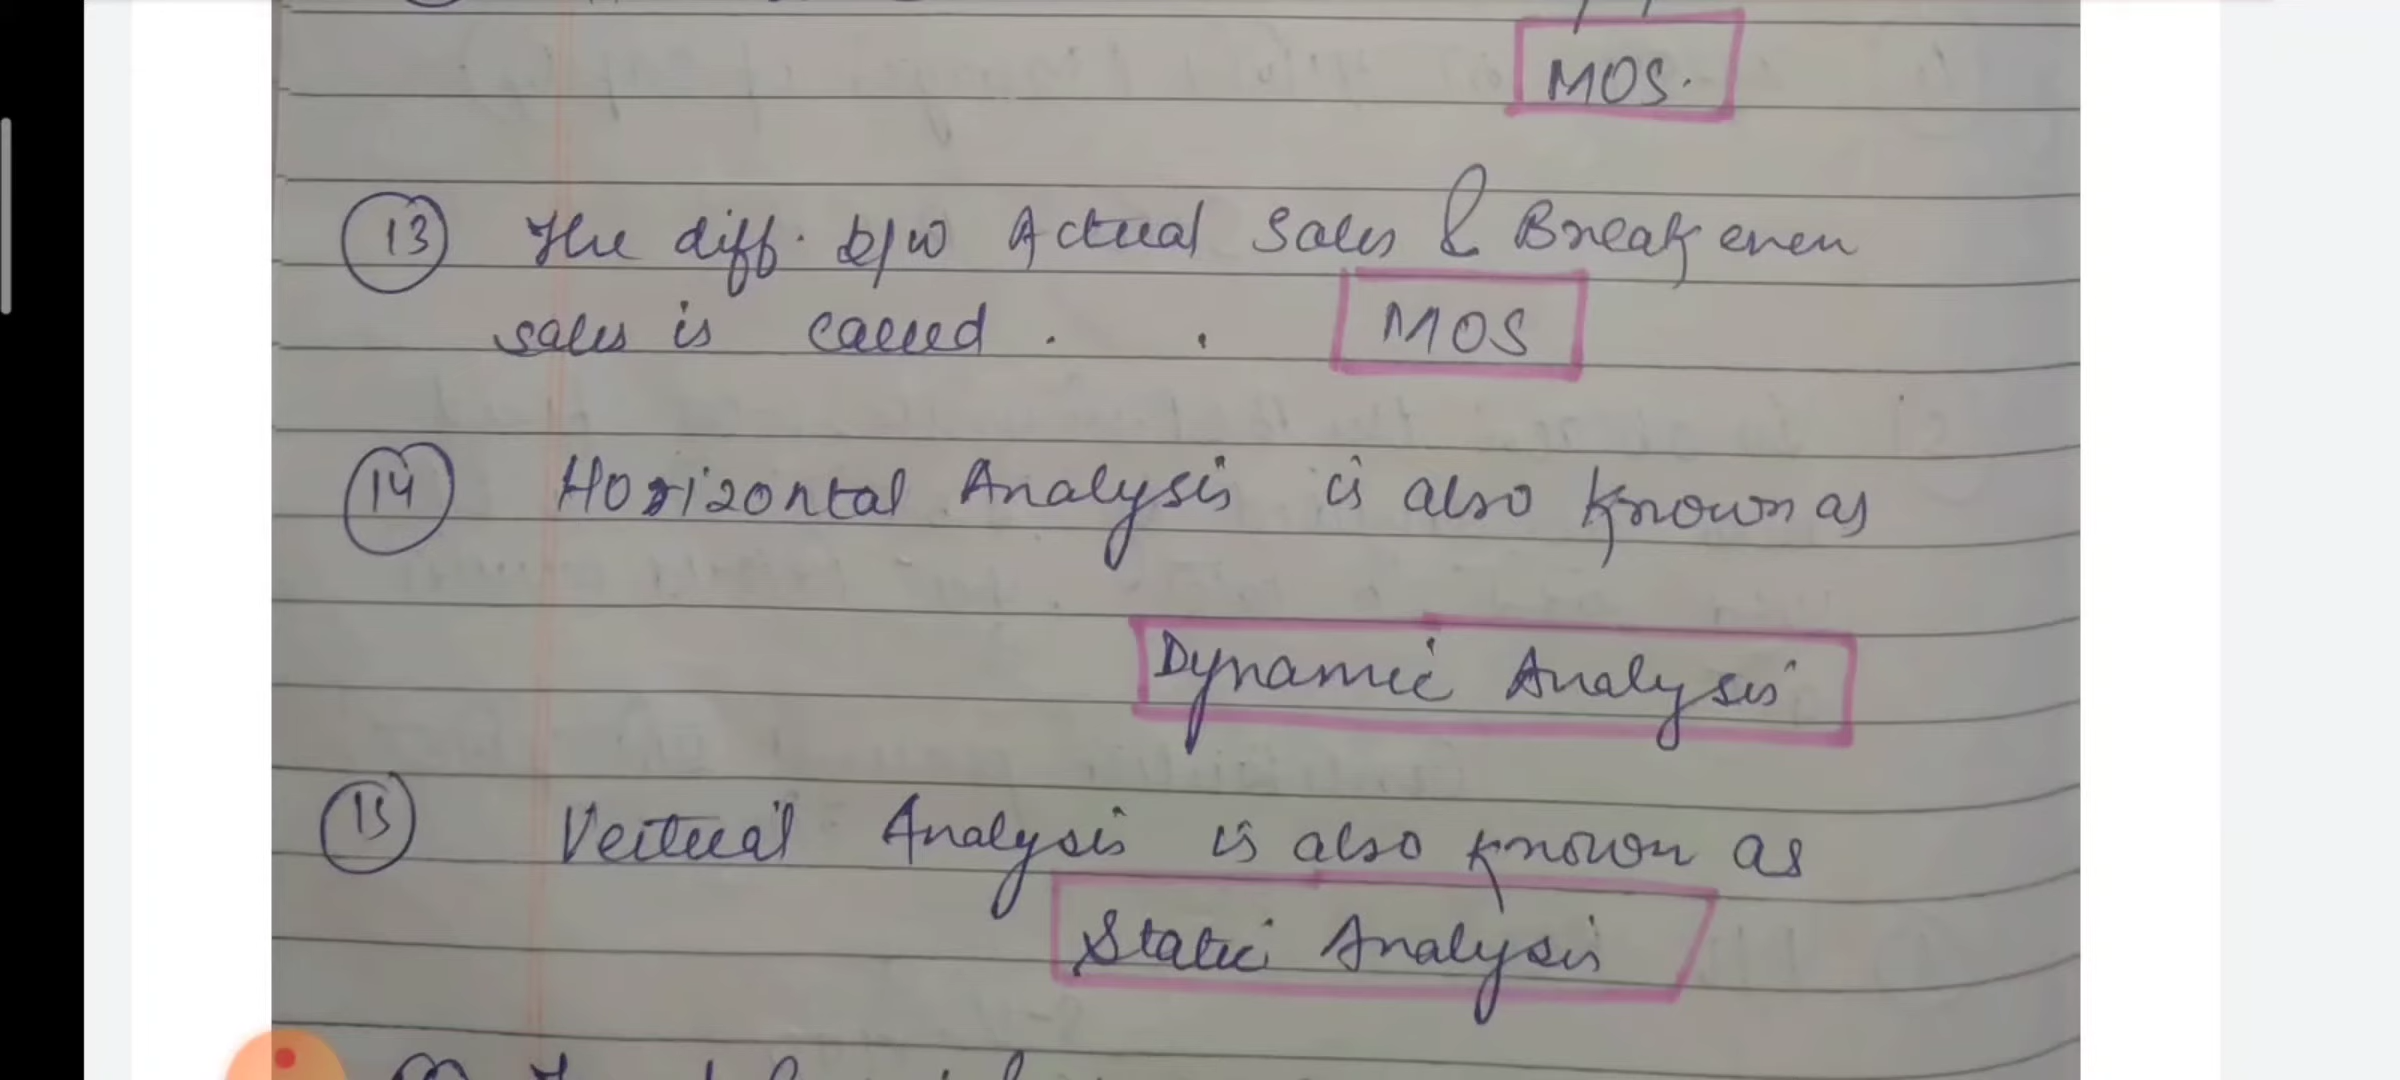 MOS.
13 The diff. b/w Actual Sales & Break even
sales is called . . MOS
14 Horizontal Analysis is also known as
Dynamic Analysis
15 Vertical Analysis is also known as
Static Analysis